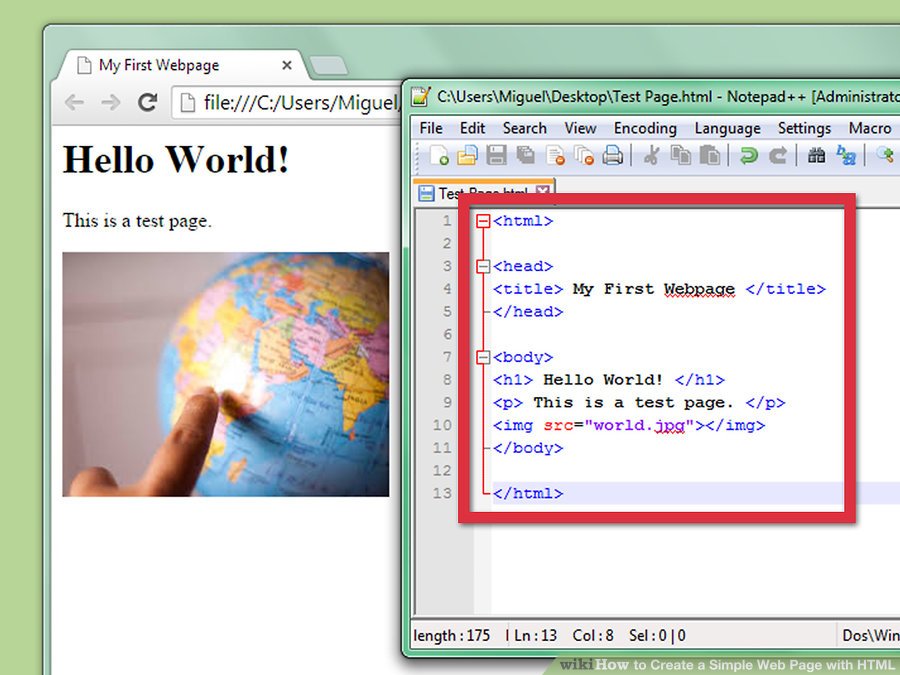 My First Webpage
file:///C:/Users/Miguel/
Hello World!
This is a test page.
C:\Users\Miguel\Desktop\Test Page.html - Notepad++ [Administrato
File Edit Search View Encoding Language Settings Macro
Test Page.html
1 <html>
2
3 <head>
4 <title> My First Webpage </title>
5 </head>
6
7 <body>
8 <h1> Hello World! </h1>
9 <p> This is a test page. </p>
10 <img src="world.jpg"></img>
11 </body>
12
13 </html>
length : 175 Ln : 13 Col : 8 Sel : 0 | 0 Dos\Win
wikiHow to Create a Simple Web Page with HTML